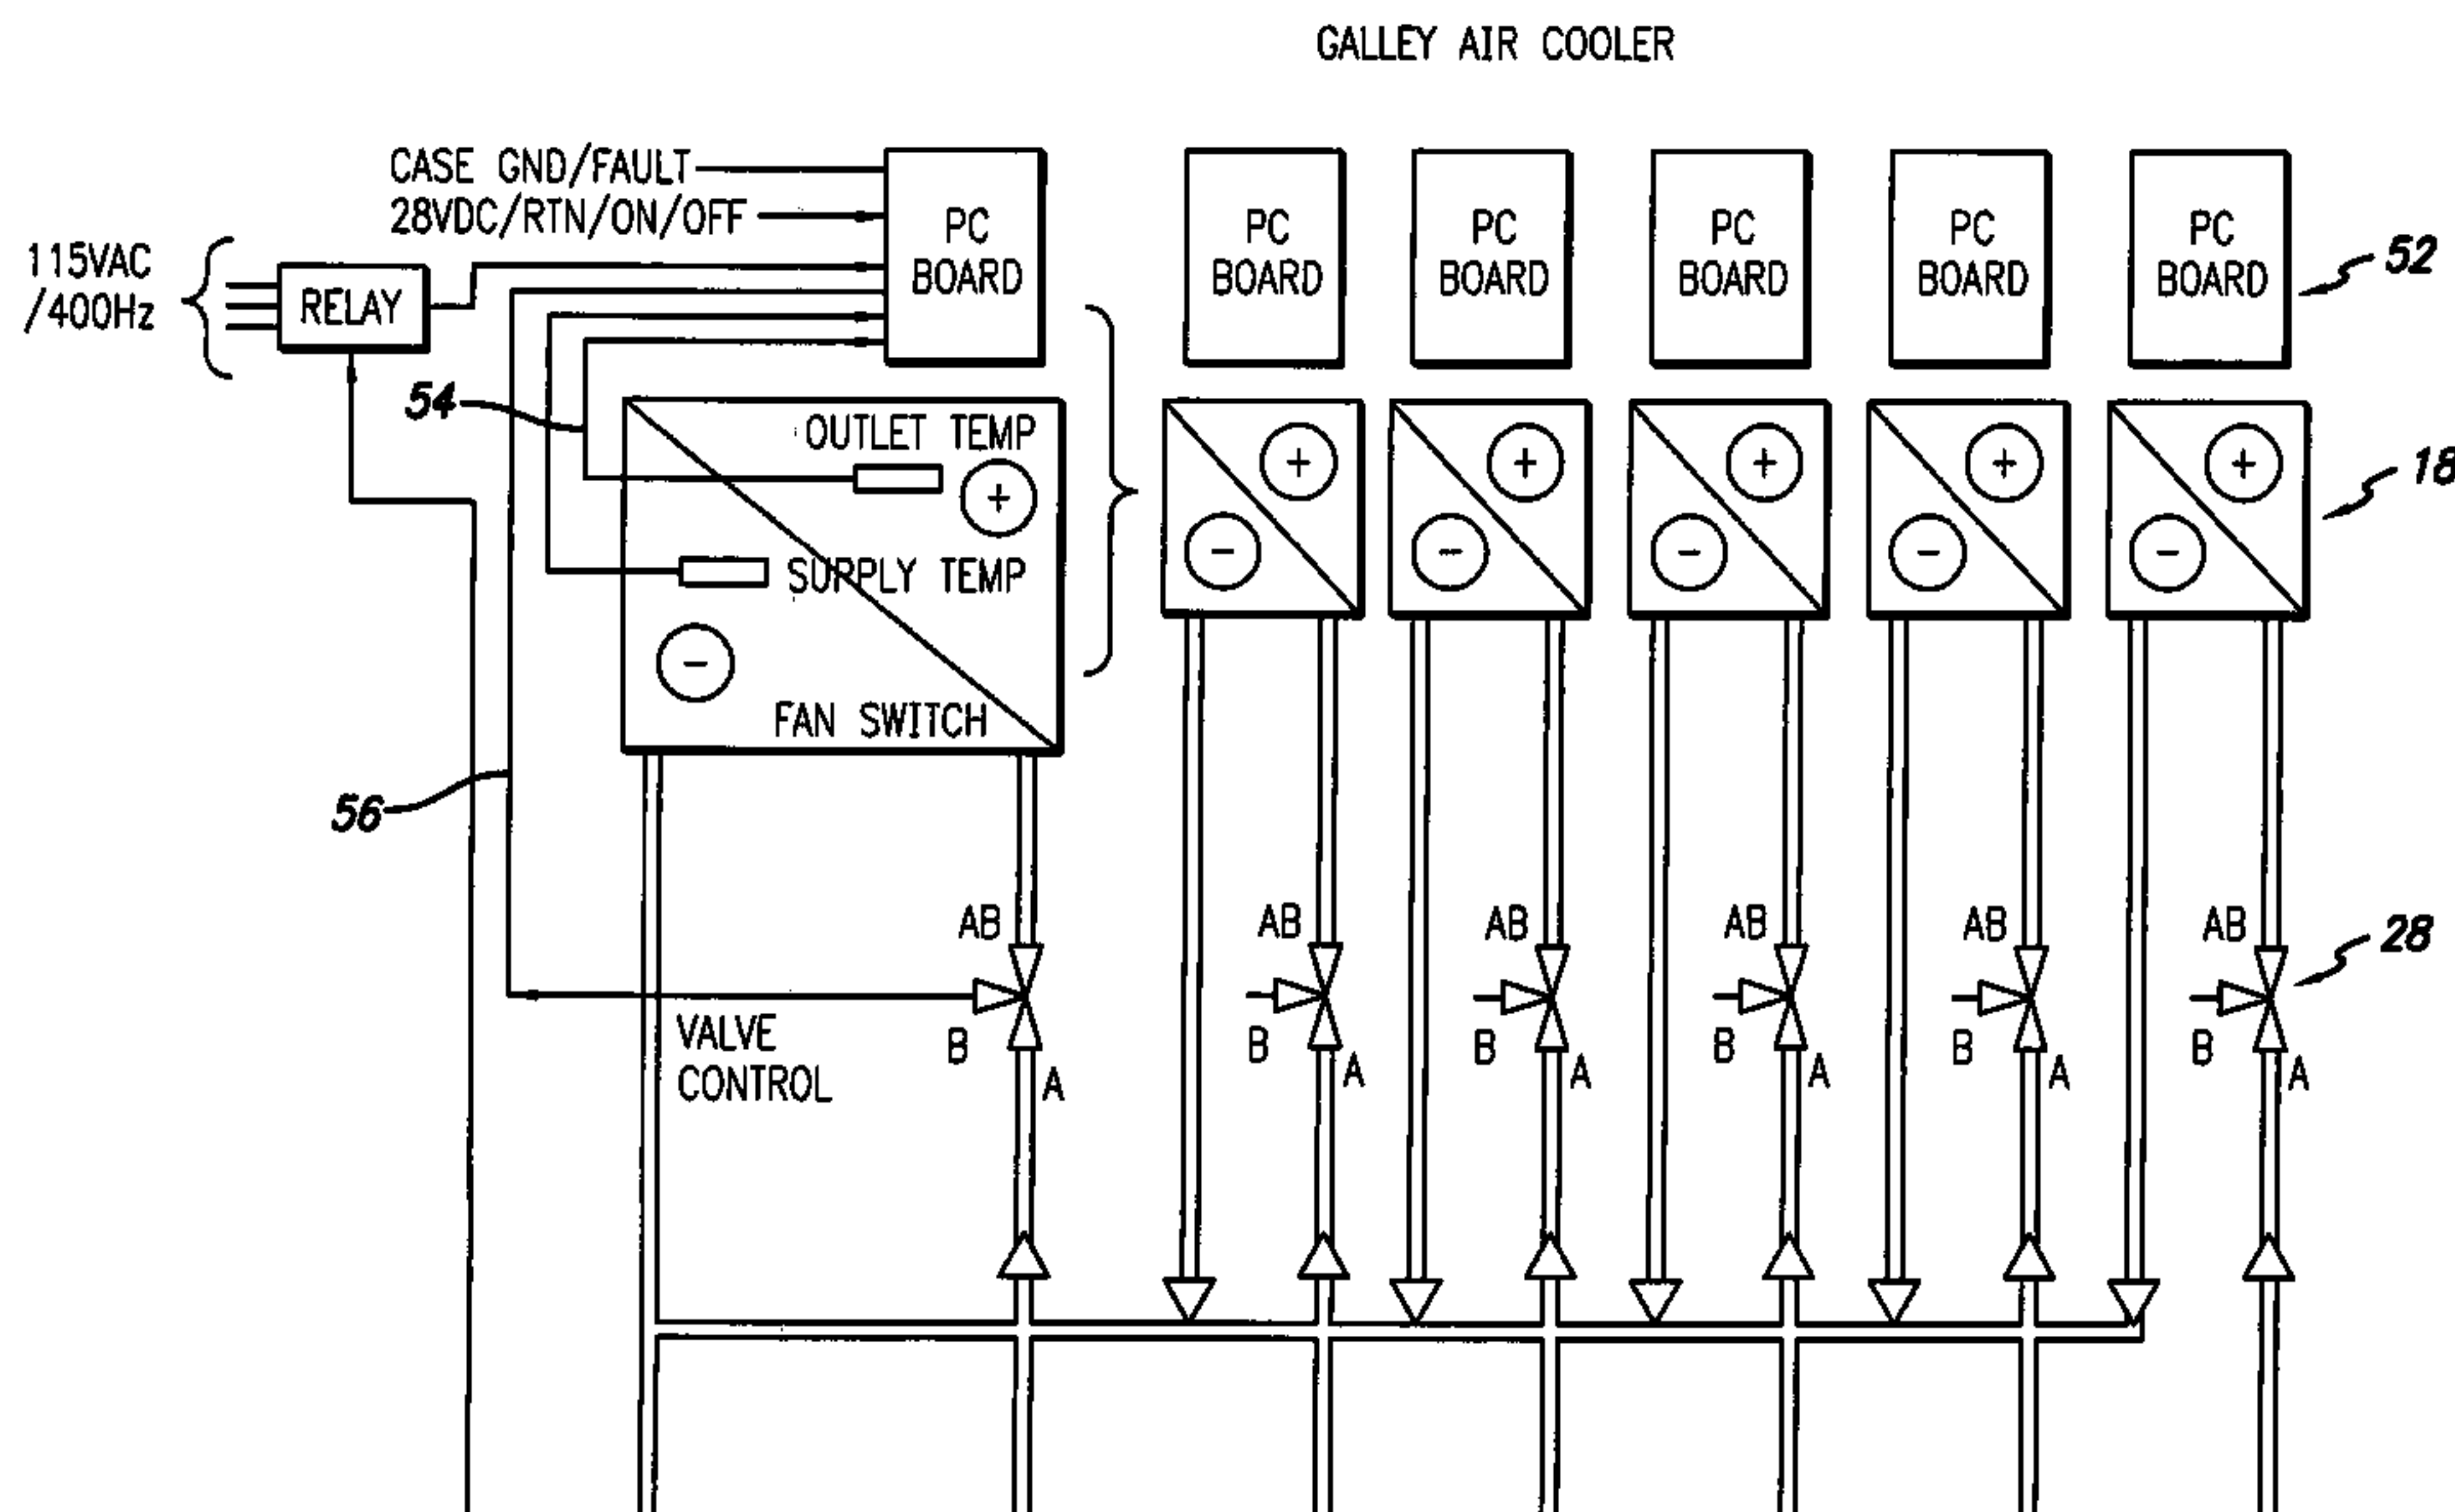 GALLEY AIR COOLER
CASE GND/FAULT
28VDC/RTN/ON/OFF
115VAC
/400Hz
RELAY
PC
BOARD
PC
BOARD
PC
BOARD
PC
BOARD
PC
BOARD
PC
BOARD
52
54
OUTLET TEMP
+
SUPPLY TEMP
-
FAN SWITCH
+
-
+
-
+
-
+
-
+
-
18
56
VALVE
CONTROL
AB
B
A
AB
B
A
AB
B
A
AB
B
A
AB
B
A
AB
B
A
28